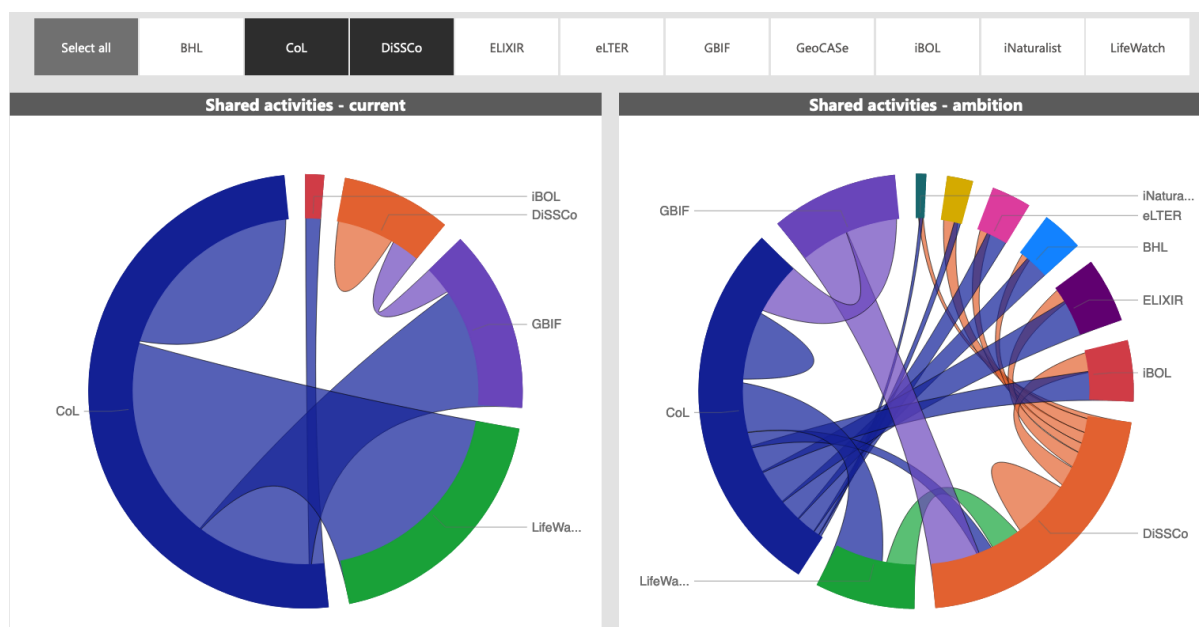 Select all BHL CoL DiSSCo ELIXIR eLTER GBIF GeoCASe iBOL iNaturalist LifeWatch
Shared activities - current
iBOL
DiSSCo
GBIF
CoL
LifeWa...
Shared activities - ambition
GBIF
iNatura...
eLTER
BHL
ELIXIR
iBOL
CoL
DiSSCo
LifeWa...